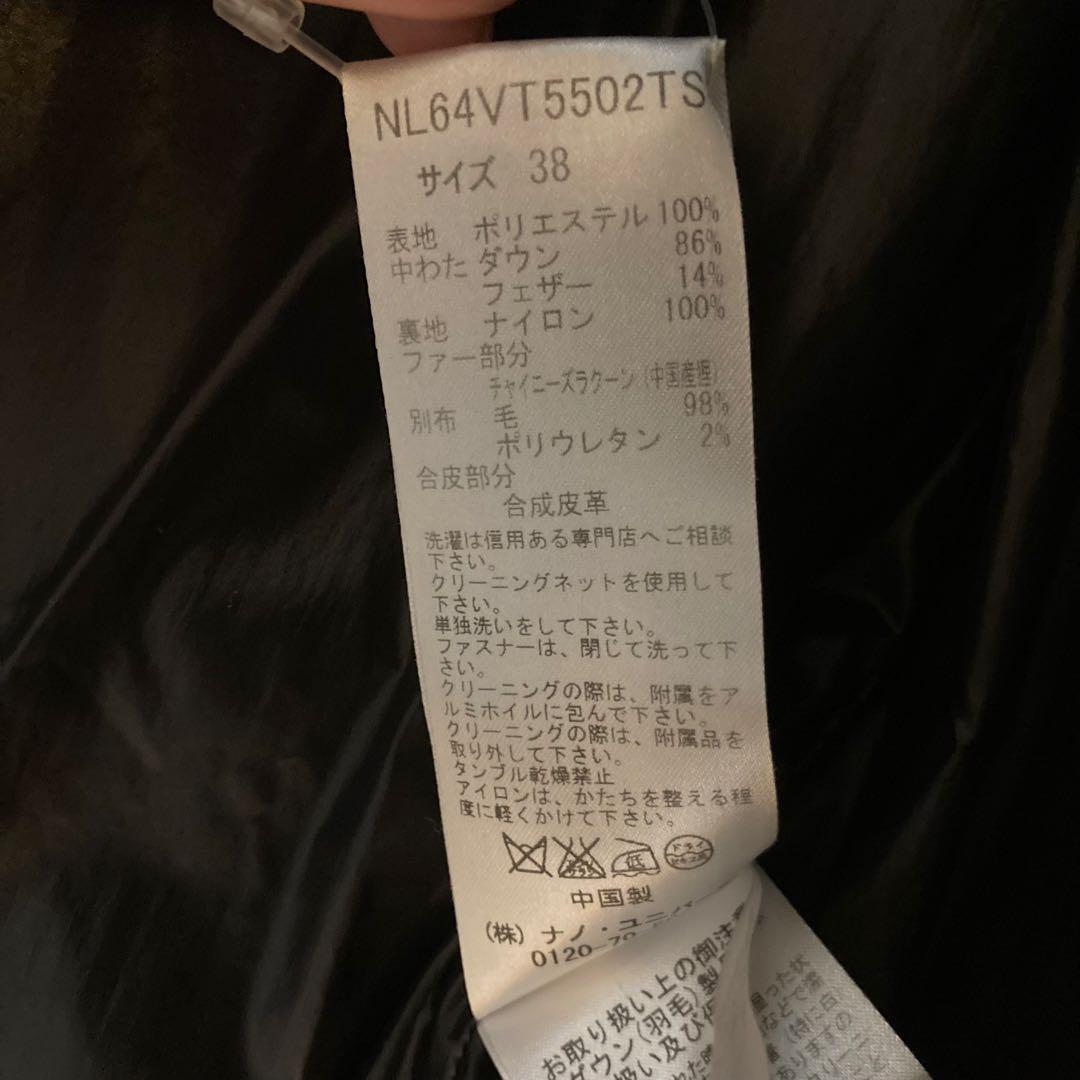 NL64VT5502TS
サイズ 38
表地 ポリエステル 100%
中わた ダウン 86%
フェザー 14%
裏地 ナイロン 100%
ファー部分
チャイニーズラクーン(中国産狸)
別布 毛 98%
ポリウレタン 2%
合皮部分
合成皮革
洗濯は信用ある専門店へご相談
下さい。
クリーニングネットを使用して
下さい。
単独洗いをして下さい。
ファスナーは、閉じて洗って下
さい。
クリーニングの際は、附属をア
ルミホイルに包んで下さい。
クリーニングの際は、附属品を
取り外して下さい。
タンブル乾燥禁止
アイロンは、かたちを整える程
度に軽くかけて下さい。
低 ドライ
中国製
(株)ナノ・ユニ
0120-70
お取り扱い上の御注意
ダウン(羽毛)製
扱い及び保